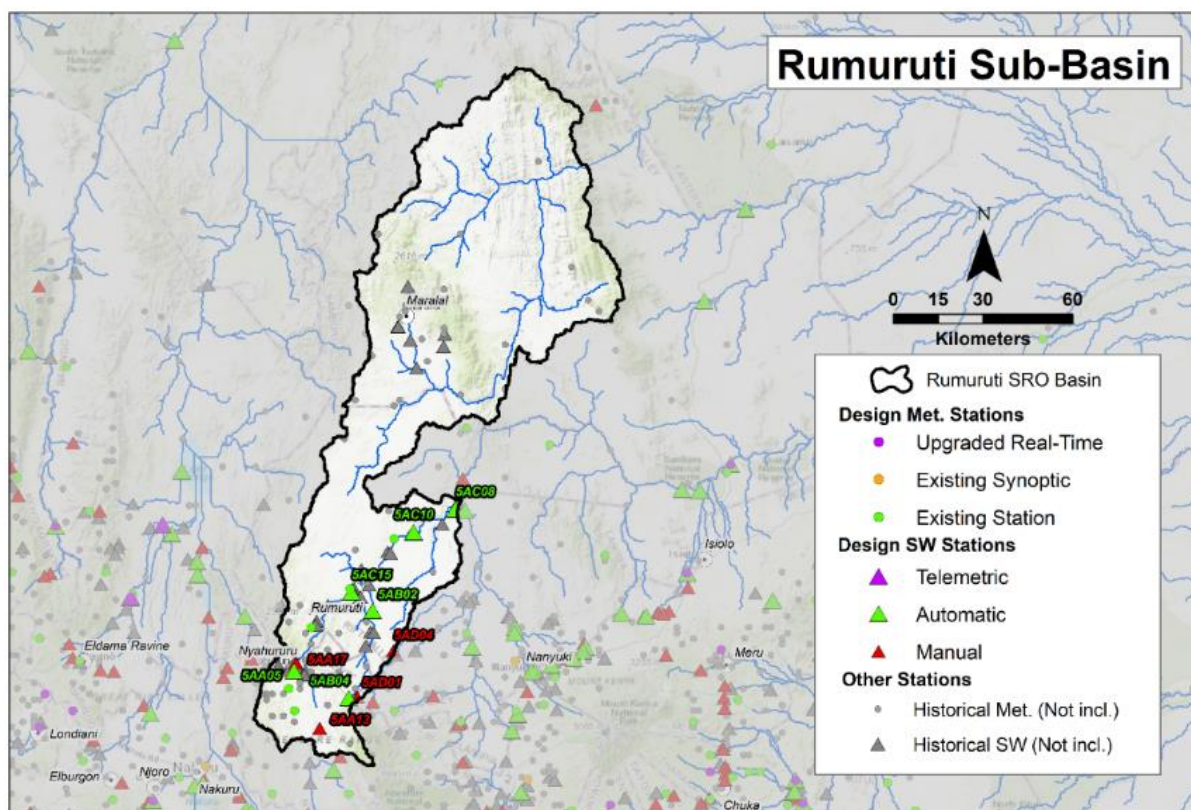 Rumuruti Sub-Basin
N
0 15 30 60
Kilometers
Maralal
5AC08
5AC10
Isiolo
5AC15
5AB02
Rumuruti
5AD04
Eldama Ravine
Nyahururu
5AA17
Nanyuki
Meru
5AA05
5AB04
5AD01
5AA13
Londiani
Elburgon
Njoro
Nakuru
Chuka
Rumuruti SRO Basin
Design Met. Stations
Upgraded Real-Time
Existing Synoptic
Existing Station
Design SW Stations
Telemetric
Automatic
Manual
Other Stations
Historical Met. (Not incl.)
Historical SW (Not incl.)